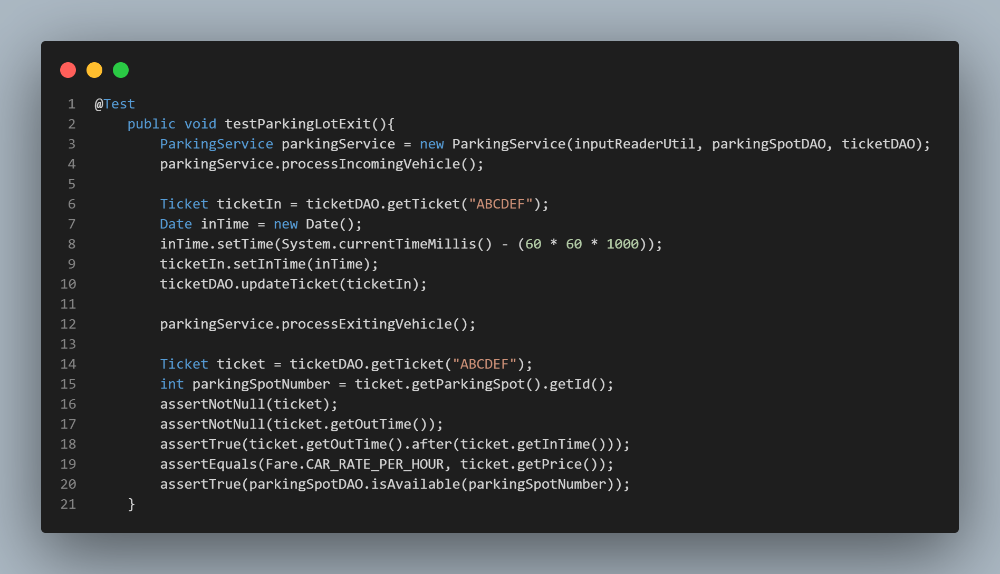 1 @Test
2     public void testParkingLotExit(){
3         ParkingService parkingService = new ParkingService(inputReaderUtil, parkingSpotDAO, ticketDAO);
4         parkingService.processIncomingVehicle();
5
6         Ticket ticketIn = ticketDAO.getTicket("ABCDEF");
7         Date inTime = new Date();
8         inTime.setTime(System.currentTimeMillis() - (60 * 60 * 1000));
9         ticketIn.setInTime(inTime);
10         ticketDAO.updateTicket(ticketIn);
11
12         parkingService.processExitingVehicle();
13
14         Ticket ticket = ticketDAO.getTicket("ABCDEF");
15         int parkingSpotNumber = ticket.getParkingSpot().getId();
16         assertNotNull(ticket);
17         assertNotNull(ticket.getOutTime());
18         assertTrue(ticket.getOutTime().after(ticket.getInTime()));
19         assertEquals(Fare.CAR_RATE_PER_HOUR, ticket.getPrice());
20         assertTrue(parkingSpotDAO.isAvailable(parkingSpotNumber));
21     }